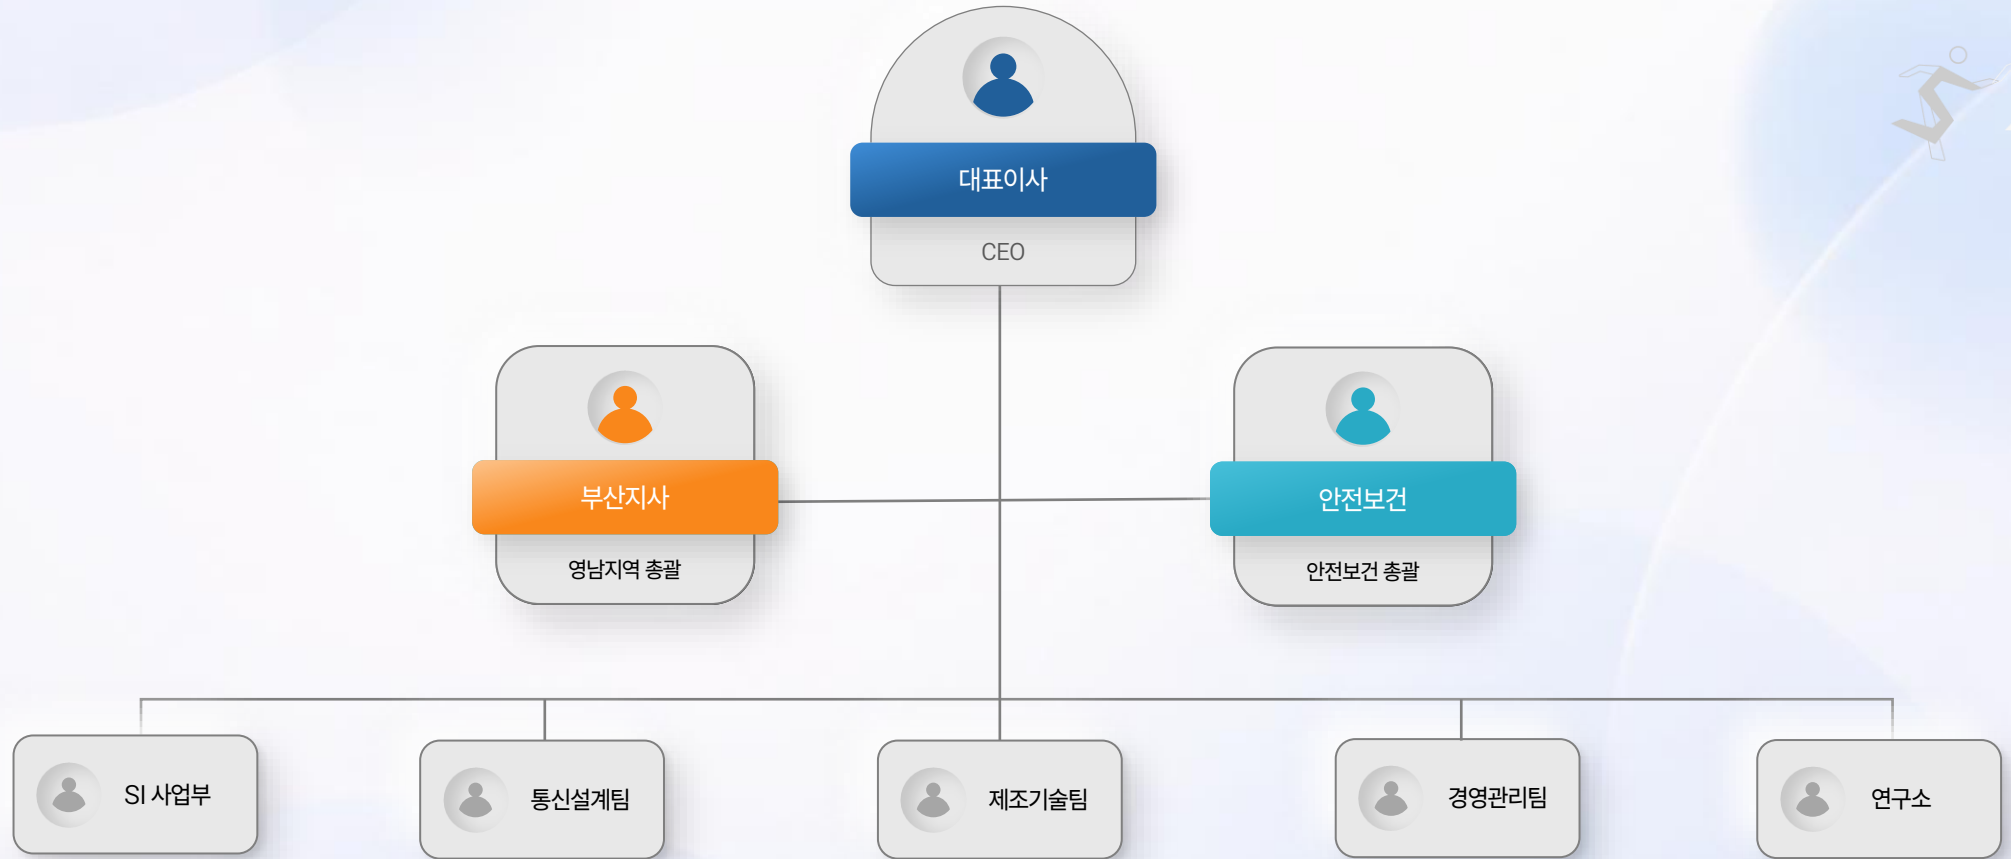 대표이사
CEO
부산지사
영남지역 총괄
안전보건
안전보건 총괄
SI 사업부
통신설계팀
제조기술팀
경영관리팀
연구소